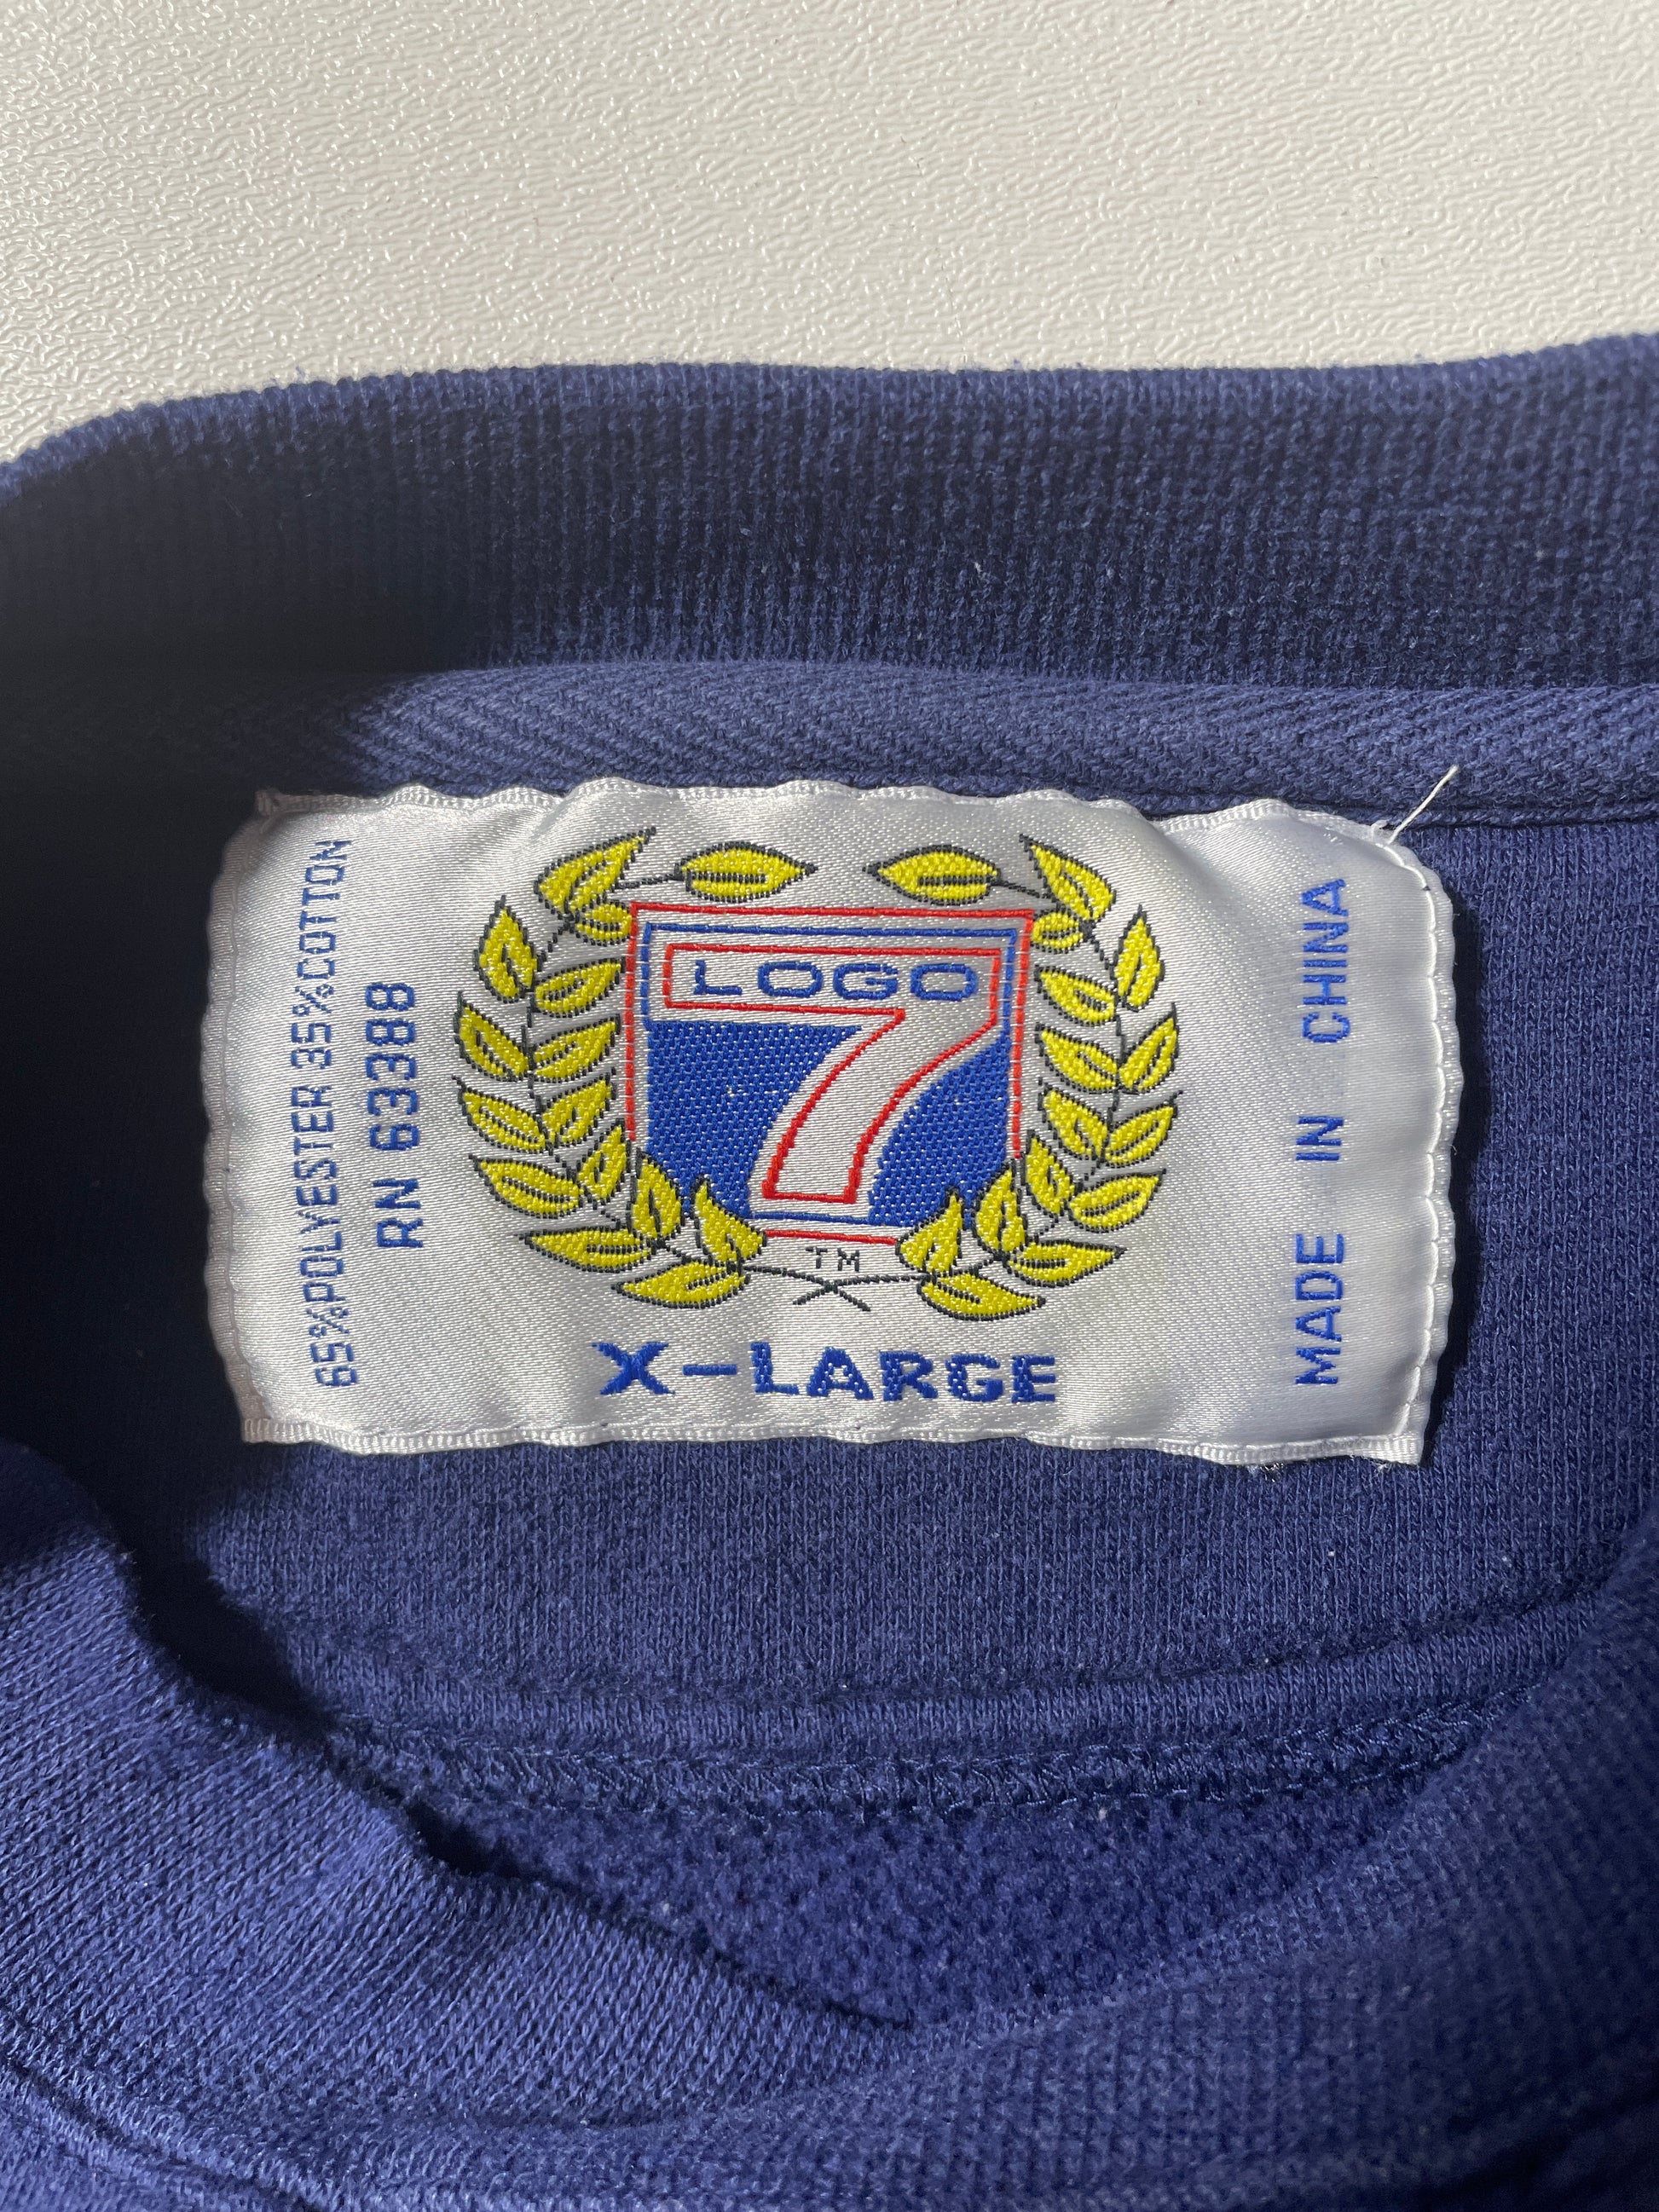 65%POLYESTER 35%COTTON
RN 63388
LOGO
7
TM
X-LARGE
MADE IN CHINA